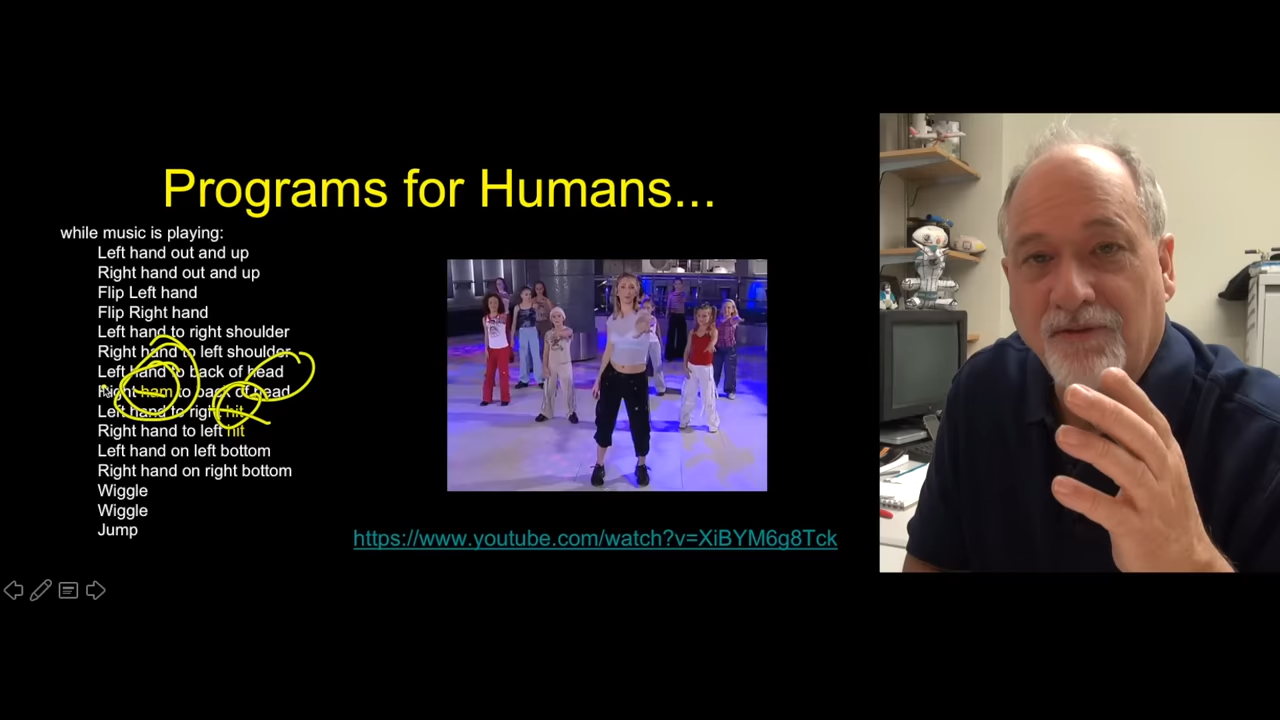 Programs for Humans...
while music is playing:
Left hand out and up
Right hand out and up
Flip Left hand
Flip Right hand
Left hand to right shoulder
Right hand to left shoulder
Left hand to back of head
Right ham to back of head
Left hand to right hit
Right hand to left hit
Left hand on left bottom
Right hand on right bottom
Wiggle
Wiggle
Jump
https://www.youtube.com/watch?v=XiBYM6g8Tck